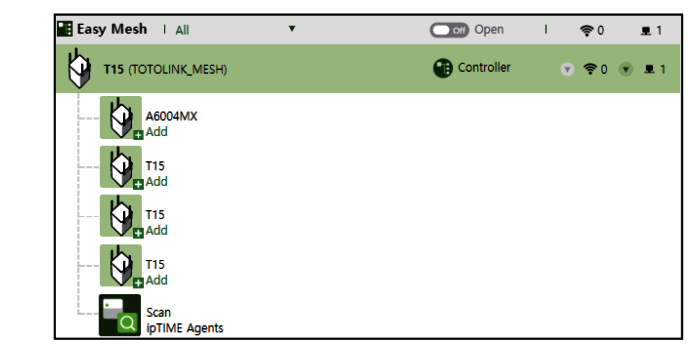 Easy Mesh | All ▼ Off Open | 0 1
T15 (TOTOLINK_MESH) Controller 0 1
A6004MX
Add
T15
Add
T15
Add
T15
Add
Scan
ipTIME Agents